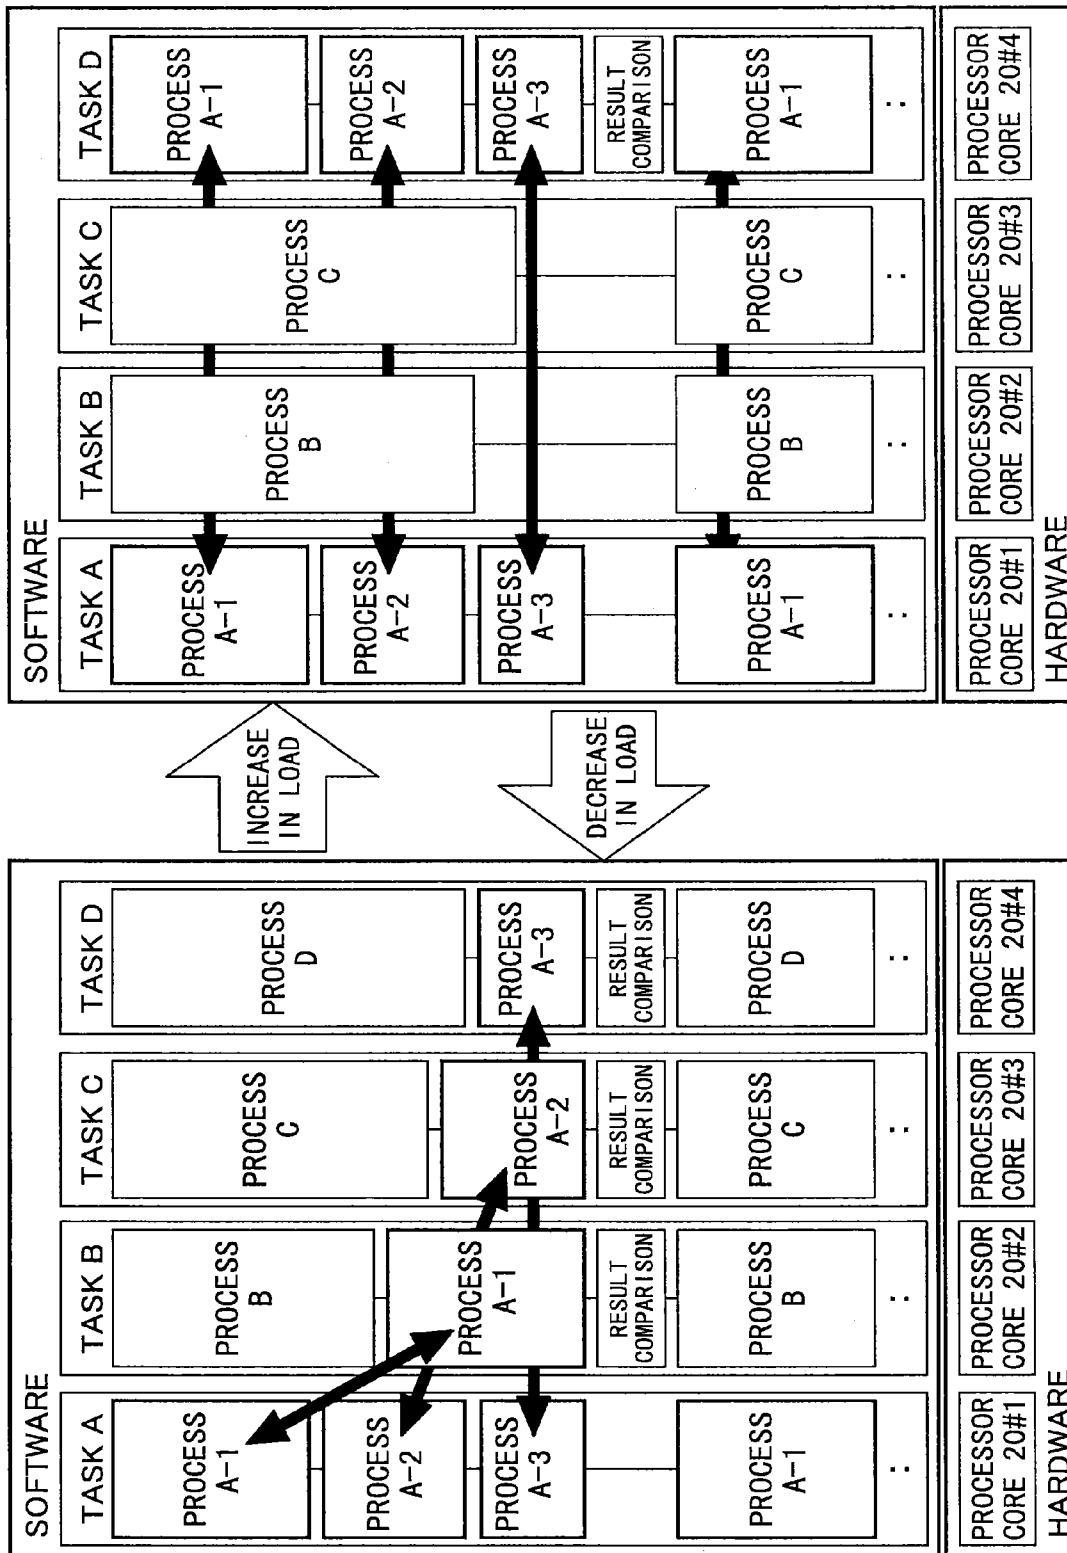 SOFTWARE
TASK A
PROCESS
A-1
PROCESS
A-2
PROCESS
A-3
PROCESS
A-1
:
TASK B
PROCESS
B
PROCESS
A-1
RESULT
COMPARISON
PROCESS
B
:
TASK C
PROCESS
C
PROCESS
A-2
RESULT
COMPARISON
PROCESS
C
:
TASK D
PROCESS
D
PROCESS
A-3
RESULT
COMPARISON
PROCESS
D
:
PROCESSOR
CORE 20#1
PROCESSOR
CORE 20#2
PROCESSOR
CORE 20#3
PROCESSOR
CORE 20#4
HARDWARE
INCREASE
IN LOAD
DECREASE
IN LOAD
SOFTWARE
TASK A
PROCESS
A-1
PROCESS
A-2
PROCESS
A-3
PROCESS
A-1
:
TASK B
PROCESS
B
PROCESS
B
:
TASK C
PROCESS
C
PROCESS
C
:
TASK D
PROCESS
A-1
PROCESS
A-2
PROCESS
A-3
RESULT
COMPARISON
PROCESS
A-1
:
PROCESSOR
CORE 20#1
PROCESSOR
CORE 20#2
PROCESSOR
CORE 20#3
PROCESSOR
CORE 20#4
HARDWARE